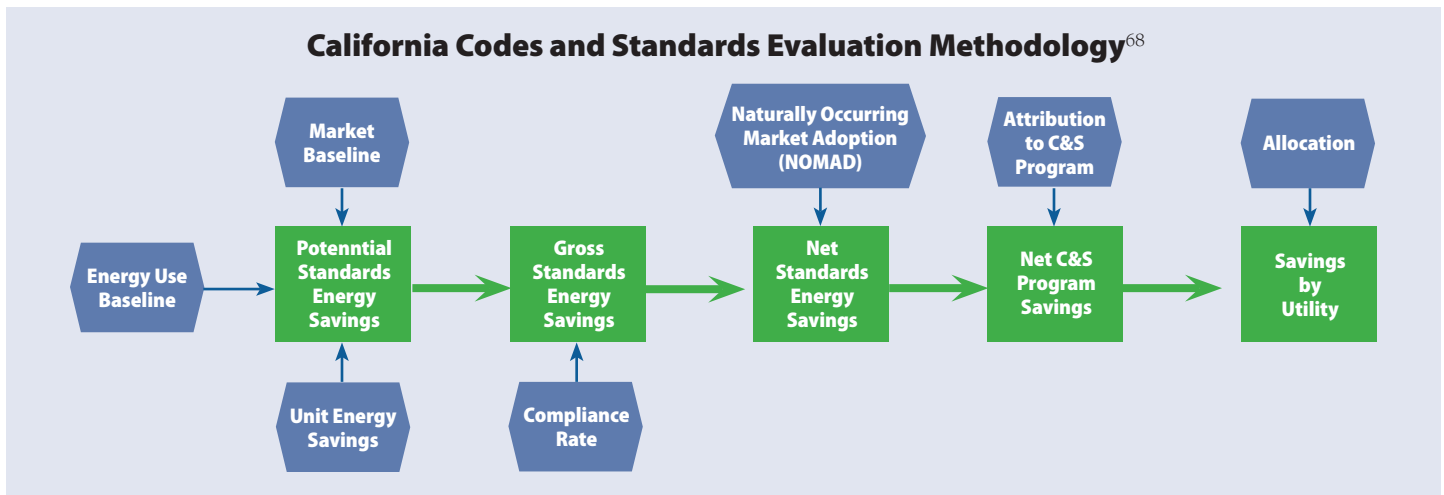 California Codes and Standards Evaluation Methodology68
Market
Baseline
Naturally Occurring
Market Adoption
(NOMAD)
Attribution
to C&S
Program
Allocation
Energy Use
Baseline
Potenntial
Standards
Energy
Savings
Gross
Standards
Energy
Savings
Net
Standards
Energy
Savings
Net C&S
Program
Savings
Savings
by
Utility
Unit Energy
Savings
Compliance
Rate